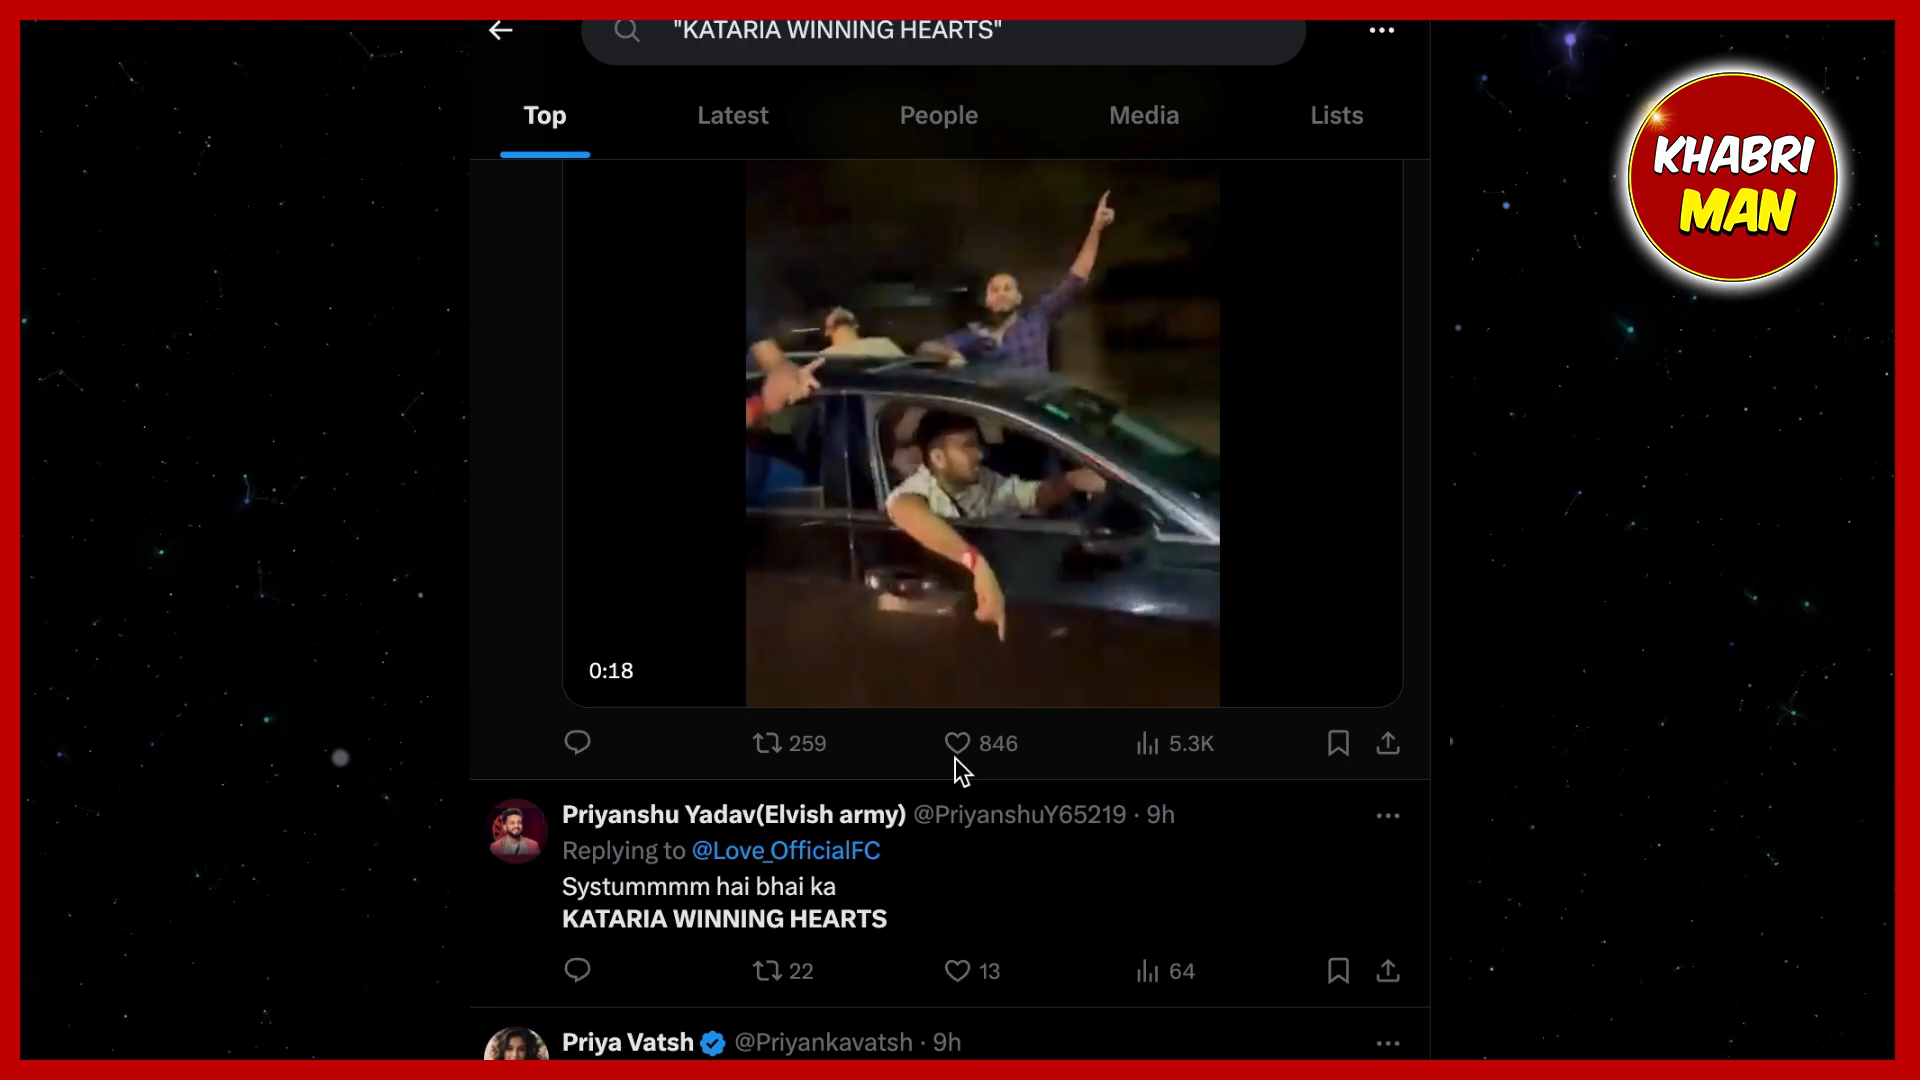 "KATARIA WINNING HEARTS"
KHABRI
MAN
Top Latest People Media Lists
0:18
259 846 5.3K
Priyanshu Yadav(Elvish army) @PriyanshuY65219 · 9h
Replying to @Love_OfficialFC
Systummmm hai bhai ka
KATARIA WINNING HEARTS
22 13 64
Priya Vatsh @Priyankavatsh · 9h